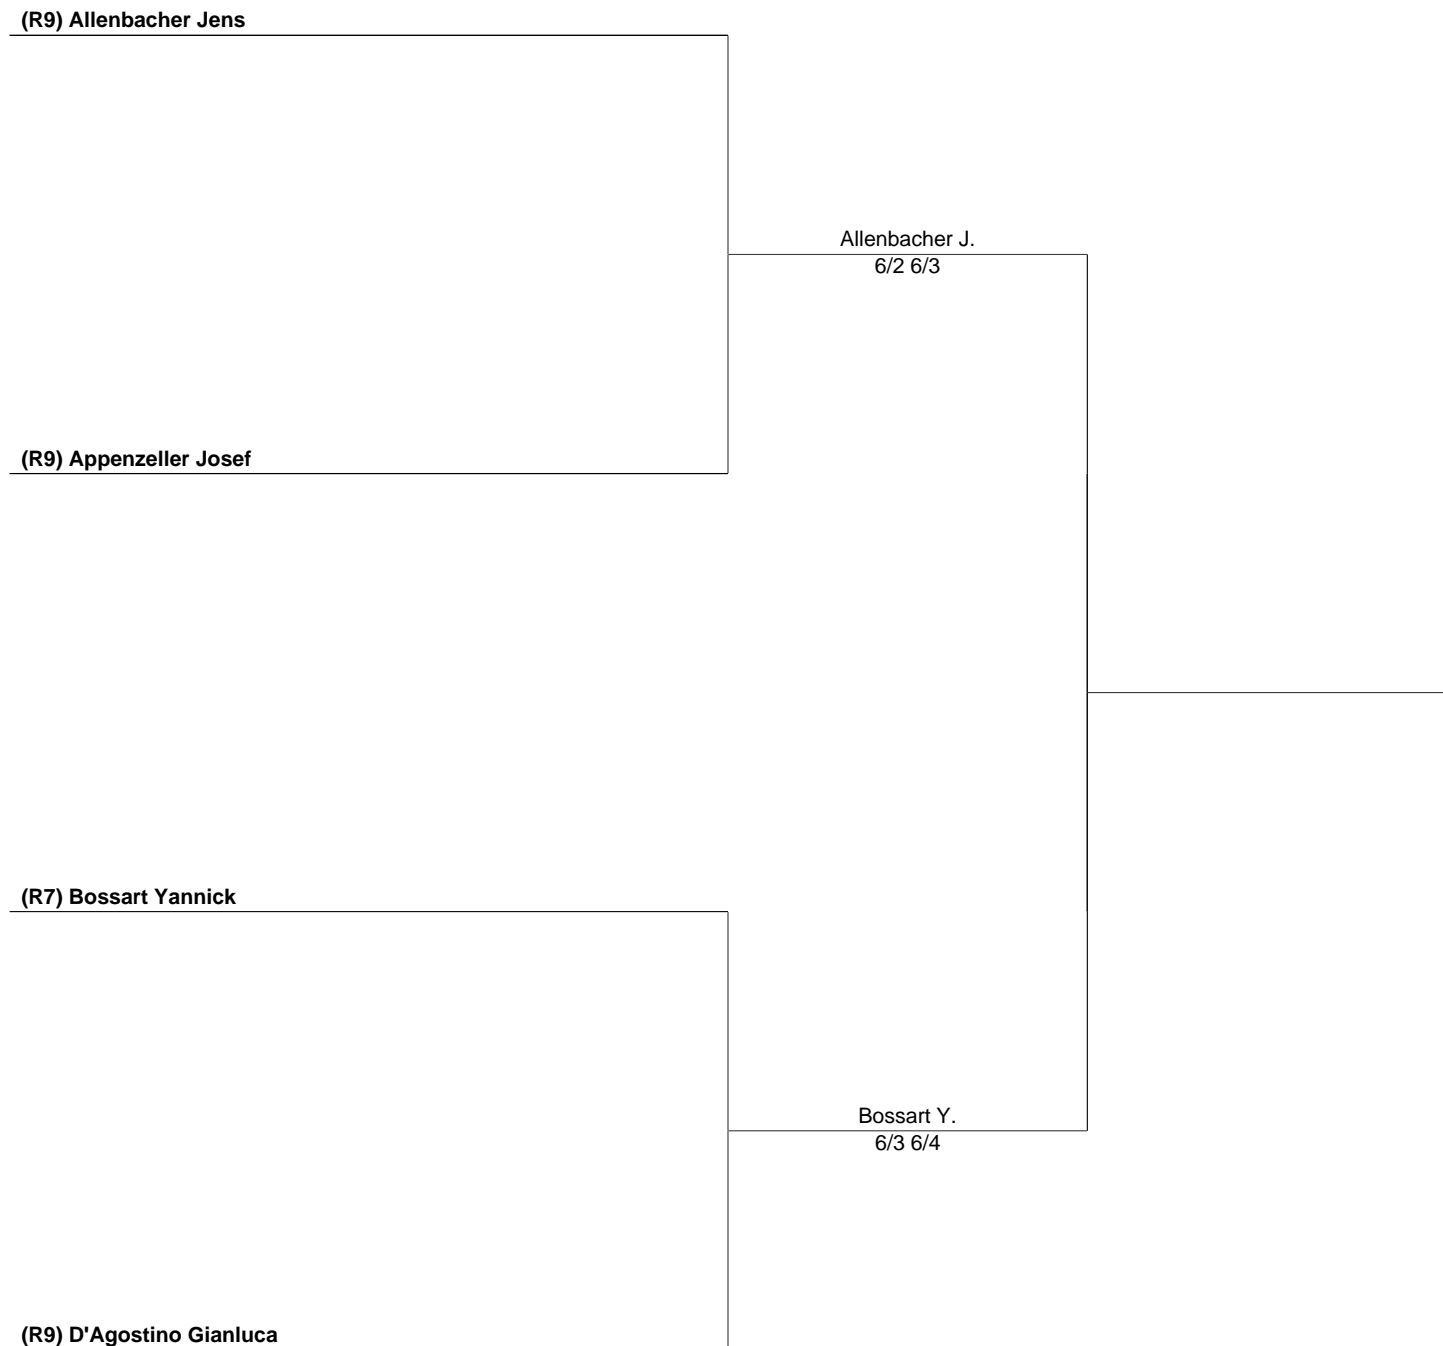 (R9) Allenbacher Jens
Allenbacher J.
6/2 6/3
(R9) Appenzeller Josef
(R7) Bossart Yannick
Bossart Y.
6/3 6/4
(R9) D'Agostino Gianluca